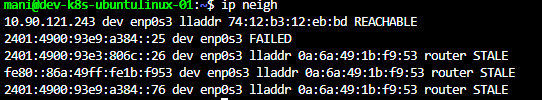 mani@dev-k8s-ubuntulinux-01:~$ ip neigh
10.90.121.243 dev enp0s3 lladdr 74:12:b3:12:eb:bd REACHABLE
2401:4900:93e9:a384::25 dev enp0s3 FAILED
2401:4900:93e3:806c::26 dev enp0s3 lladdr 0a:6a:49:1b:f9:53 router STALE
fe80::86a:49ff:fe1b:f953 dev enp0s3 lladdr 0a:6a:49:1b:f9:53 router STALE
2401:4900:93e9:a384::76 dev enp0s3 lladdr 0a:6a:49:1b:f9:53 router STALE